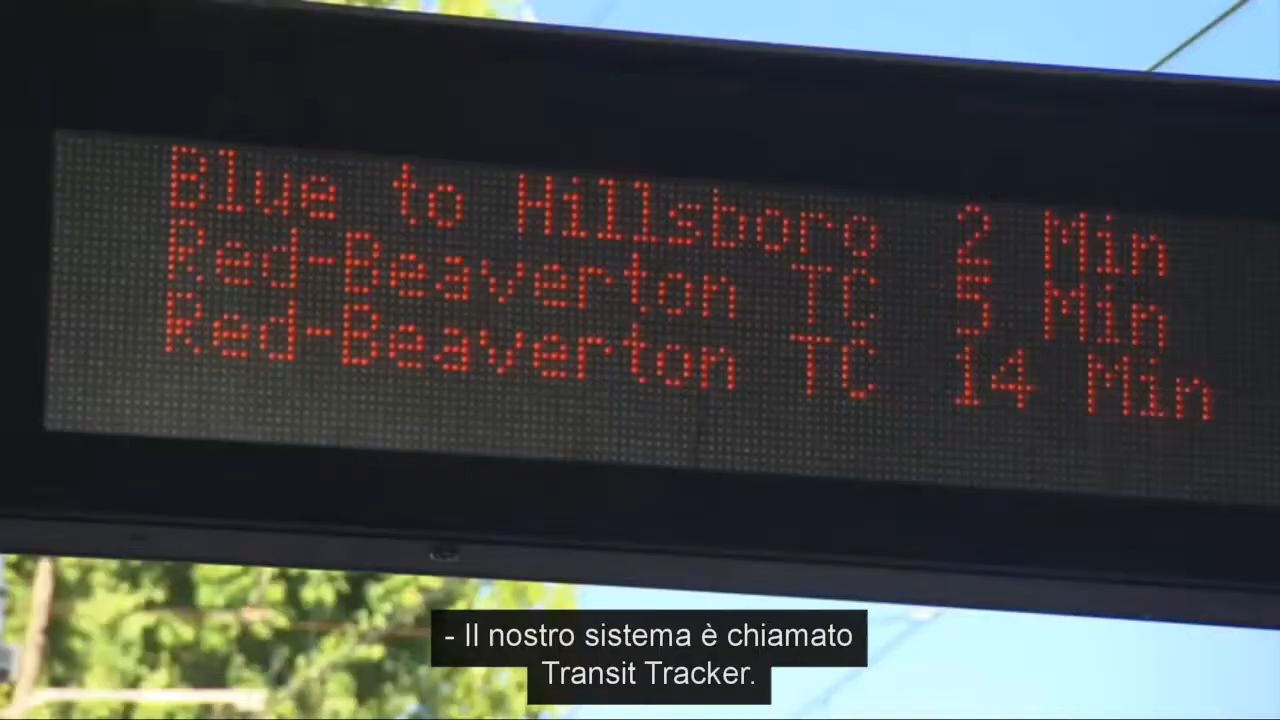 Blue to Hillsboro 2 Min
Red-Beaverton TC 5 Min
Red-Beaverton TC 14 Min
- Il nostro sistema è chiamato
Transit Tracker.